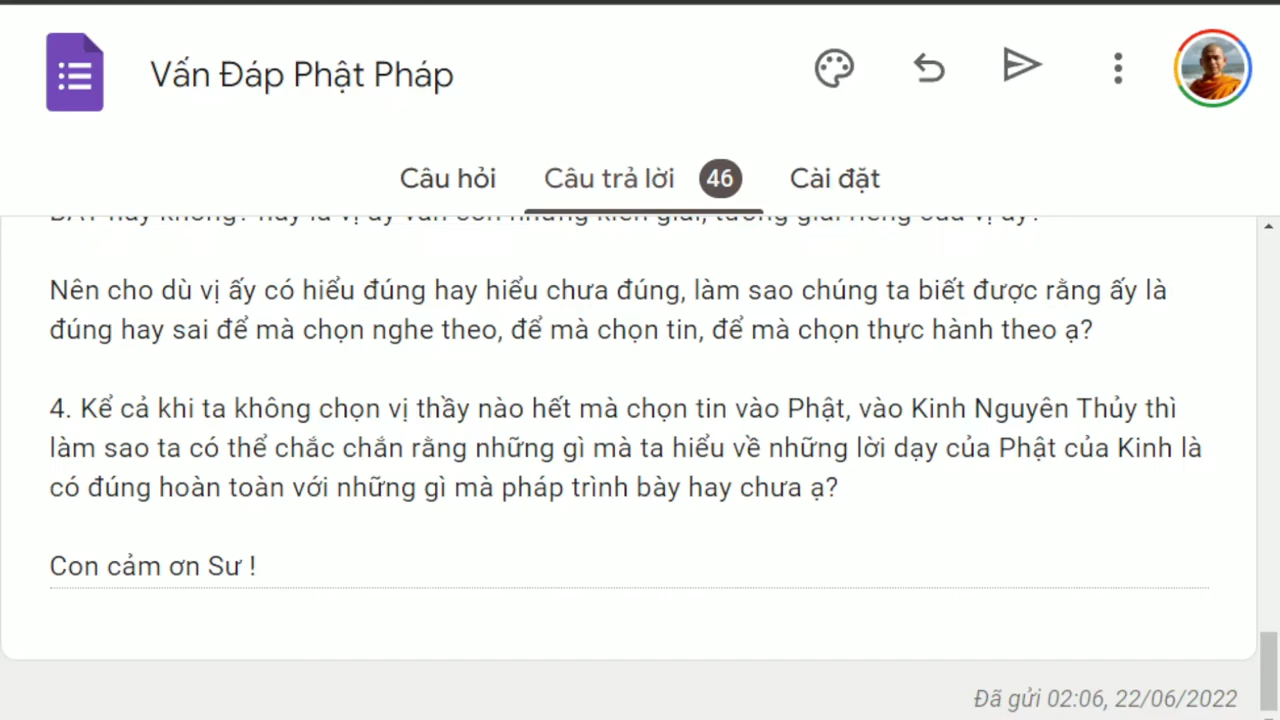 Vấn Đáp Phật Pháp
Câu hỏi
Câu trả lời 46
Cài đặt
Nên cho dù vị ấy có hiểu đúng hay hiểu chưa đúng, làm sao chúng ta biết được rằng ấy là
đúng hay sai để mà chọn nghe theo, để mà chọn tin, để mà chọn thực hành theo ạ?
4. Kể cả khi ta không chọn vị thầy nào hết mà chọn tin vào Phật, vào Kinh Nguyên Thủy thì
làm sao ta có thể chắc chắn rằng những gì mà ta hiểu về những lời dạy của Phật của Kinh là
có đúng hoàn toàn với những gì mà pháp trình bày hay chưa ạ?
Con cảm ơn Sư !
Đã gửi 02:06, 22/06/2022